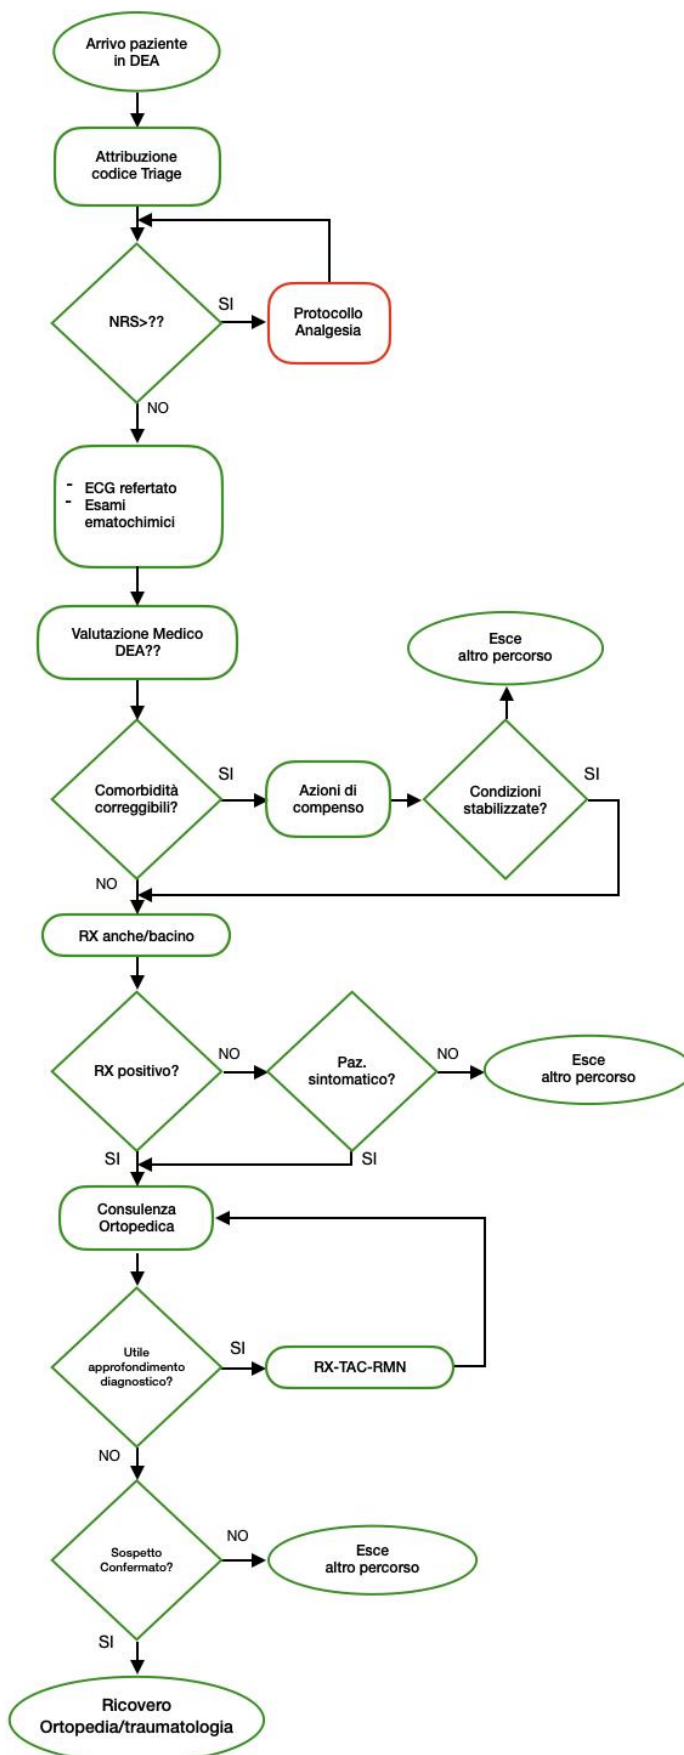 Arrivo paziente
in DEA
Attribuzione
codice Triage
NRS>??
SI
Protocollo
Analgesia
NO
- ECG refertato
- Esami
ematochimici
Valutazione Medico
DEA??
Esce
altro percorso
Comorbidità
correggibili?
SI
Azioni di
compenso
Condizioni
stabilizzate?
SI
NO
RX anche/bacino
RX positivo?
NO
Paz.
sintomatico?
NO
Esce
altro percorso
SI
SI
Consulenza
Ortopedica
Utile
approfondimento
diagnostico?
SI
RX-TAC-RMN
NO
Sospetto
Confermato?
NO
Esce
altro percorso
SI
Ricovero
Ortopedia/traumatologia